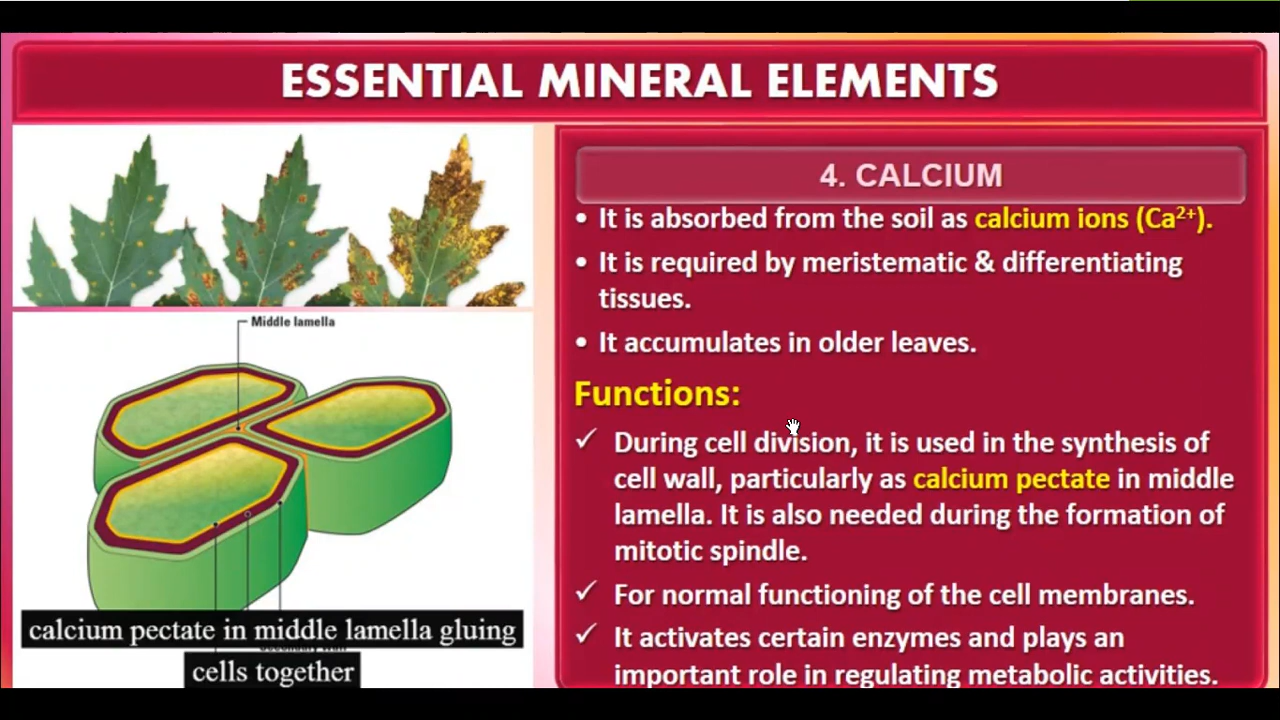 ESSENTIAL MINERAL ELEMENTS
Middle lamella
calcium pectate in middle lamella gluing
cells together
4. CALCIUM
• It is absorbed from the soil as calcium ions (Ca²⁺).
• It is required by meristematic & differentiating
tissues.
• It accumulates in older leaves.
Functions:
✓ During cell division, it is used in the synthesis of
cell wall, particularly as calcium pectate in middle
lamella. It is also needed during the formation of
mitotic spindle.
✓ For normal functioning of the cell membranes.
✓ It activates certain enzymes and plays an
important role in regulating metabolic activities.